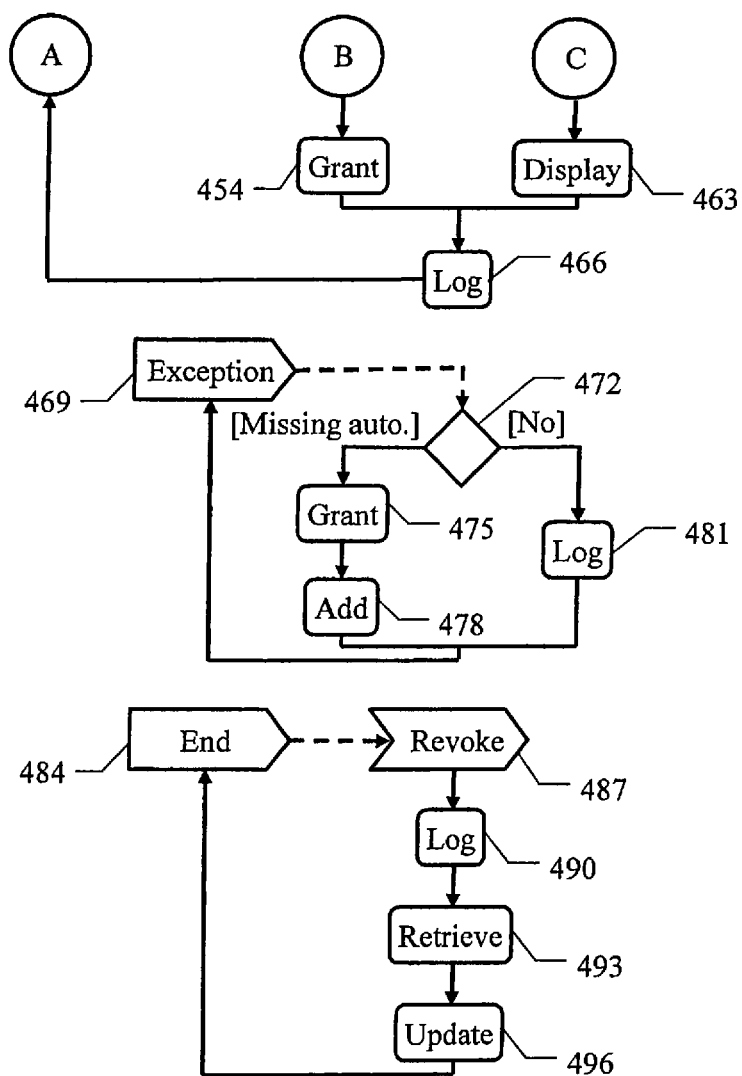 A B C
Grant
454
Display
463
Log
466
Exception
469
472
[Missing auto.] [No]
Grant
475
Log
481
Add
478
End
484
Revoke
487
Log
490
Retrieve
493
Update
496